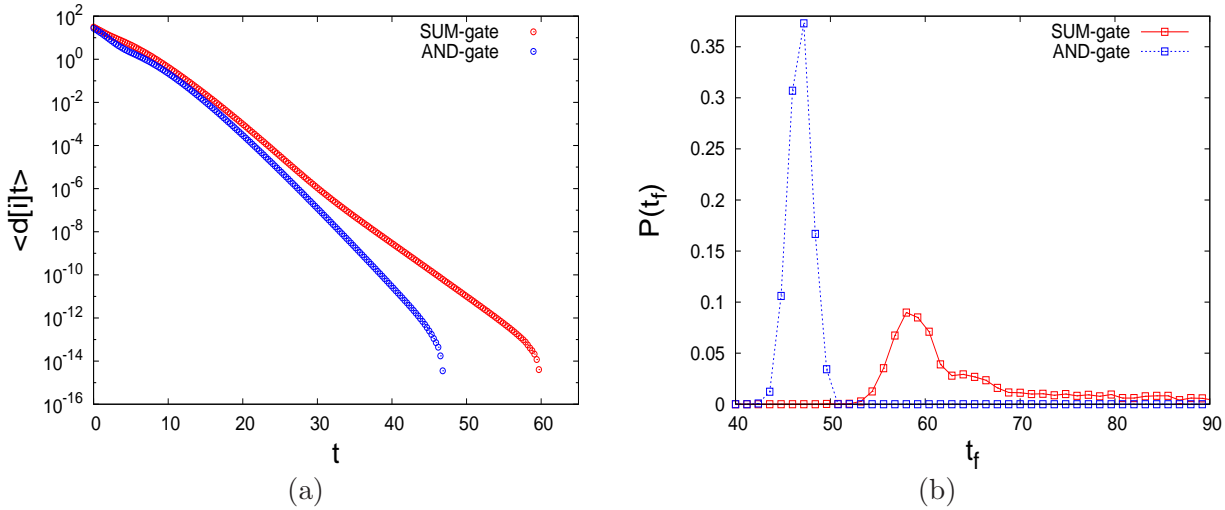 10^2
10^0
10^-2
10^-4
10^-6
10^-8
10^-10
10^-12
10^-14
10^-16
0 10 20 30 40 50 60
<d[i]t>
t
SUM-gate
AND-gate
(a)
0.35
0.3
0.25
0.2
0.15
0.1
0.05
0
40 50 60 70 80 90
P(t_f)
t_f
SUM-gate
AND-gate
(b)